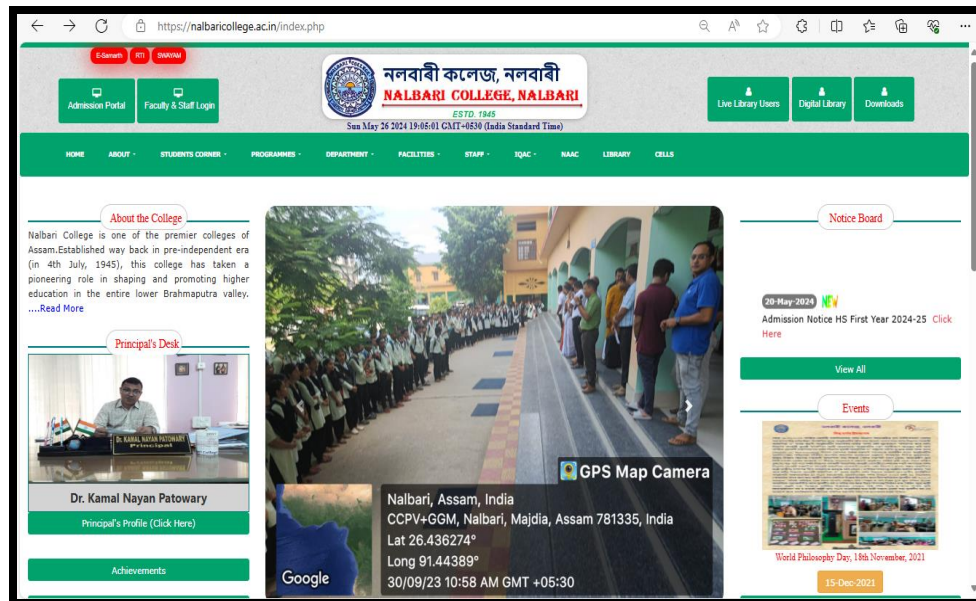 https://nalbaricollege.ac.in/index.php
E-Samarth RTI SWAYAM
Admission Portal
Faculty & Staff Login
নলবাৰী কলেজ, নলবাৰী
NALBARI COLLEGE, NALBARI
ESTD. 1945
Sun May 26 2024 19:05:01 GMT+0530 (India Standard Time)
Live Library Users
Digital Library
Downloads
HOME ABOUT STUDENTS CORNER PROGRAMMES DEPARTMENT FACILITIES STAFF IQAC NAAC LIBRARY CELLS
About the College
Nalbari College is one of the premier colleges of
Assam.Established way back in pre-independent era
(in 4th July, 1945), this college has taken a
pioneering role in shaping and promoting higher
education in the entire lower Brahmaputra valley.
....Read More
Principal's Desk
Dr. KAMAL NAYAN PATOWARY
Principal
Dr. Kamal Nayan Patowary
Principal's Profile (Click Here)
Achievements
GPS Map Camera
Nalbari, Assam, India
CCPV+GGM, Nalbari, Majdia, Assam 781335, India
Lat 26.436274°
Long 91.44389°
30/09/23 10:58 AM GMT +05:30
Google
Notice Board
20-May-2024 NEW
Admission Notice HS First Year 2024-25 Click
Here
View All
Events
World Philosophy Day, 18th November, 2021
15-Dec-2021